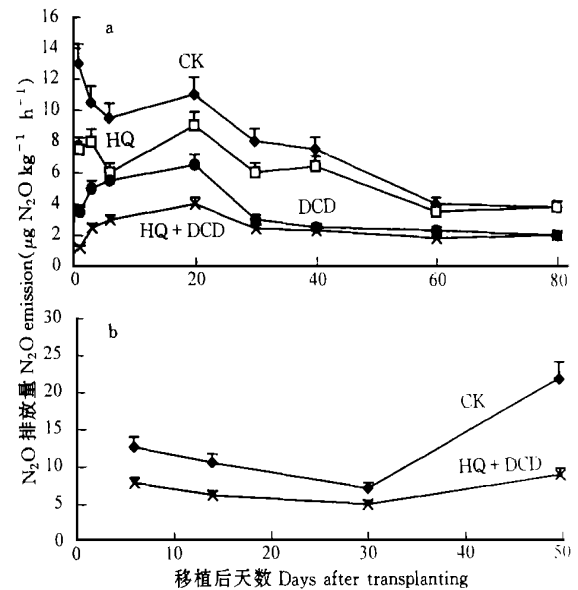 16
14
12
10
8
6
4
2
0
a
CK
HQ
DCD
HQ + DCD
0 20 40 60 80
N₂O 排放量 N₂O emission(μg N₂O kg⁻¹ h⁻¹)
30
25
20
15
10
5
0
b
CK
HQ + DCD
0 10 20 30 40 50
移植后天数 Days after transplanting